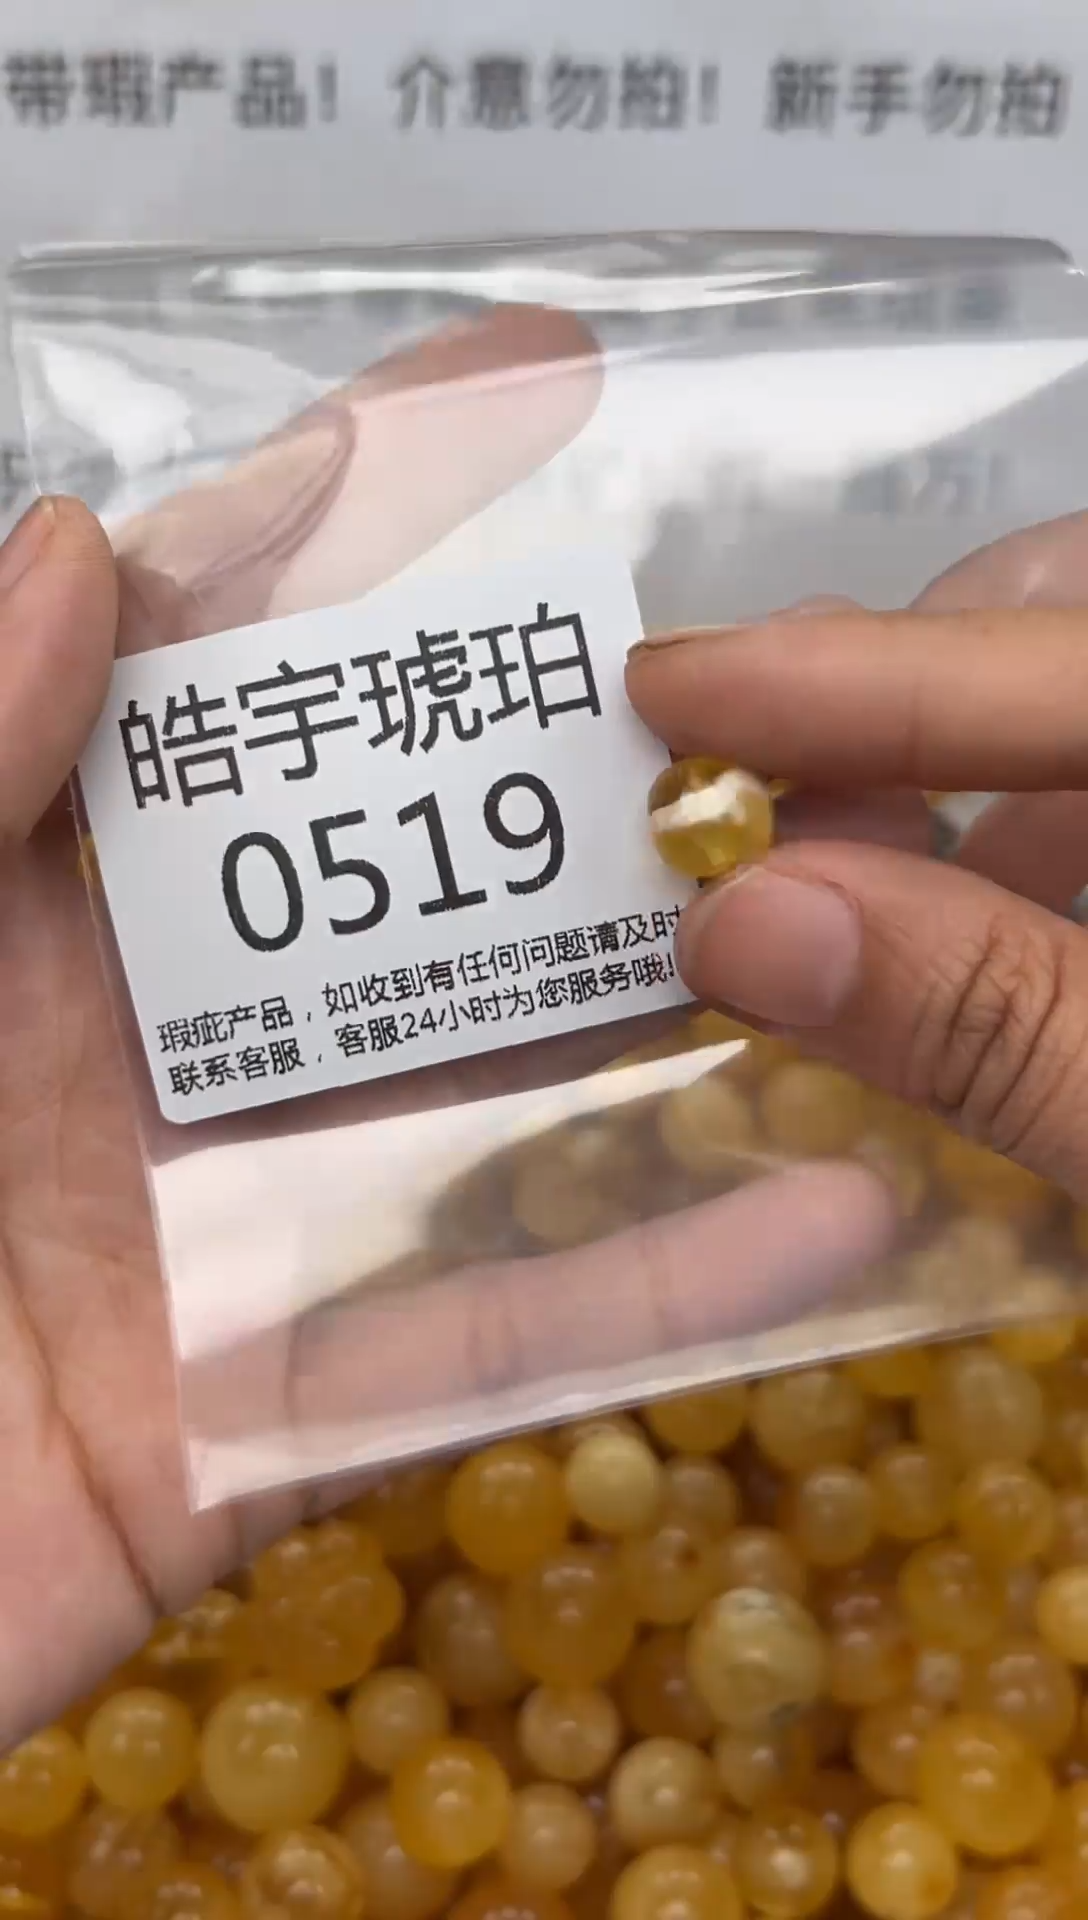 带瑕产品！ 介意勿拍！ 新手勿拍
皓宇琥珀
0519
瑕疵产品，如收到有任何问题请及时
联系客服，客服24小时为您服务哦!